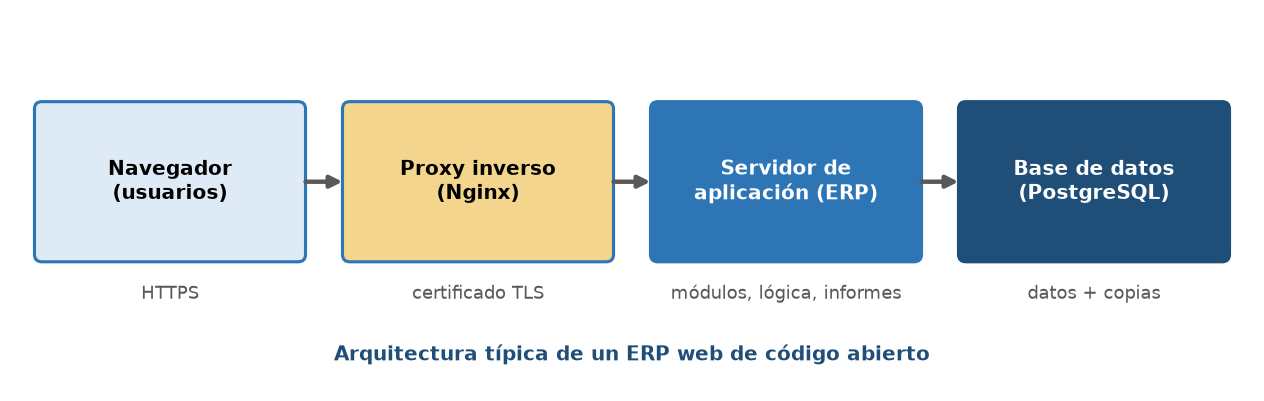 Navegador
(usuarios)
Proxy inverso
(Nginx)
Servidor de
aplicación (ERP)
Base de datos
(PostgreSQL)
HTTPS
certificado TLS
módulos, lógica, informes
datos + copias
Arquitectura típica de un ERP web de código abierto